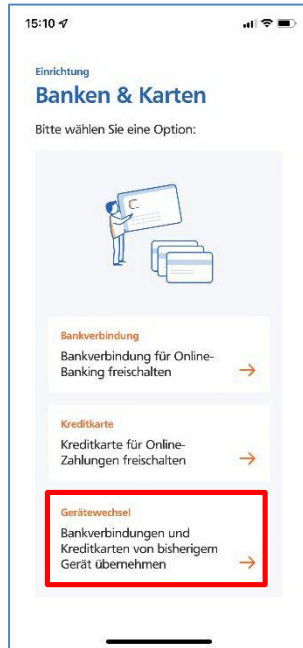 15:10
Einrichtung
Banken & Karten
Bitte wählen Sie eine Option:
Bankverbindung
Bankverbindung für Online-
Banking freischalten
Kreditkarte
Kreditkarte für Online-
Zahlungen freischalten
Gerätewechsel
Bankverbindungen und
Kreditkarten von bisherigem
Gerät übernehmen